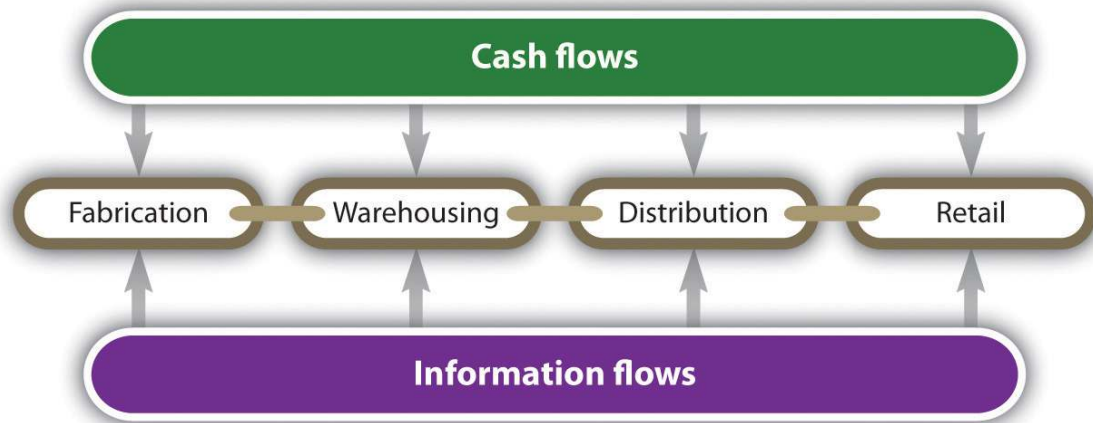 Cash flows
Fabrication
Warehousing
Distribution
Retail
Information flows